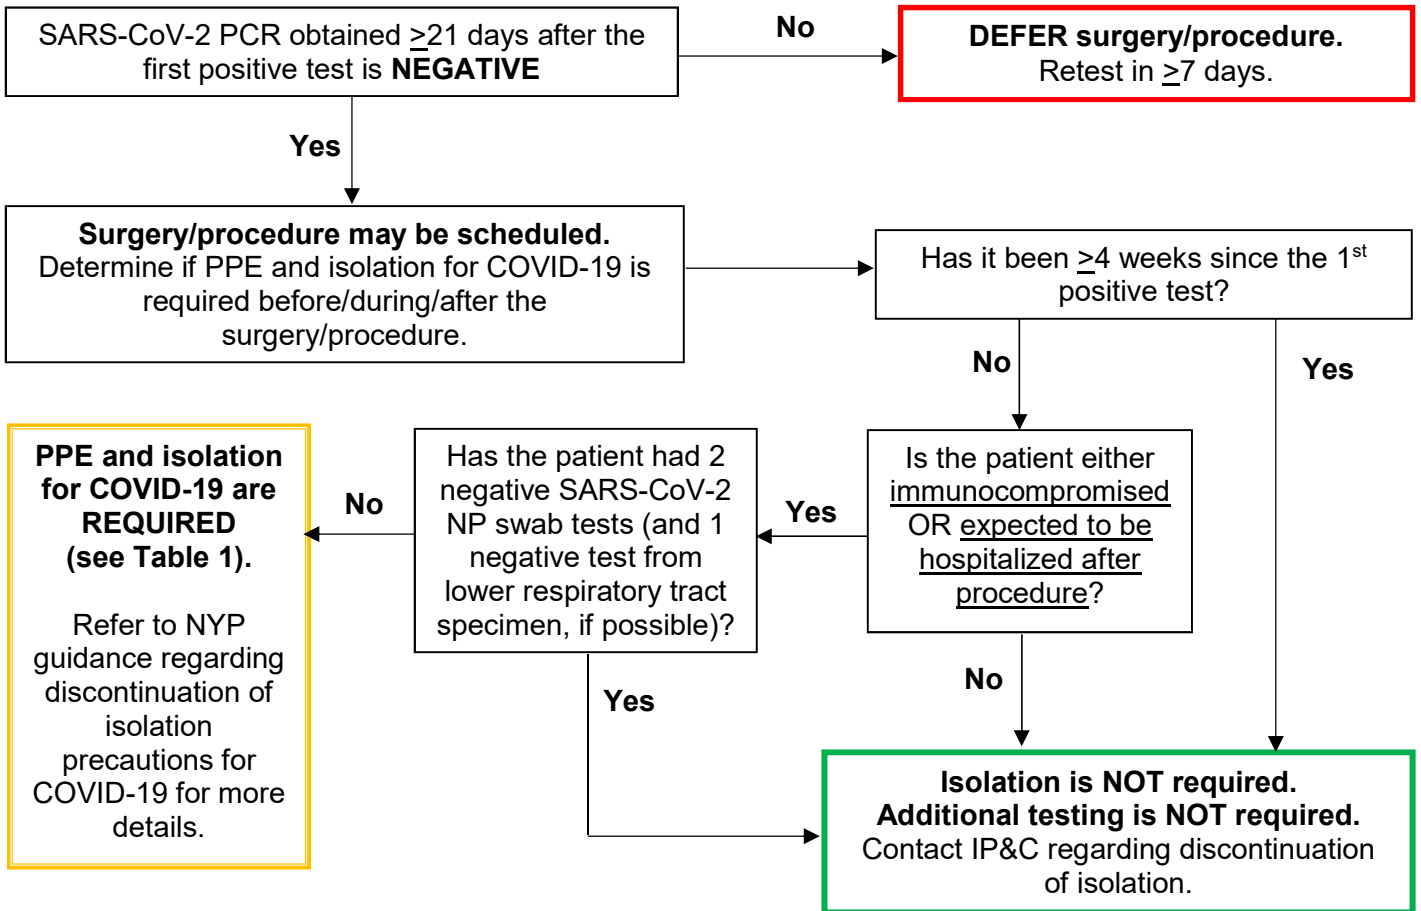 SARS-CoV-2 PCR obtained ≥21 days after the
first positive test is NEGATIVE
No
DEFER surgery/procedure.
Retest in ≥7 days.
Yes
Surgery/procedure may be scheduled.
Determine if PPE and isolation for COVID-19 is
required before/during/after the
surgery/procedure.
Has it been ≥4 weeks since the 1st
positive test?
No
Yes
Is the patient either
immunocompromised
OR expected to be
hospitalized after
procedure?
Yes
Has the patient had 2
negative SARS-CoV-2
NP swab tests (and 1
negative test from
lower respiratory tract
specimen, if possible)?
No
PPE and isolation
for COVID-19 are
REQUIRED
(see Table 1).
Refer to NYP
guidance regarding
discontinuation of
isolation
precautions for
COVID-19 for more
details.
Yes
No
Isolation is NOT required.
Additional testing is NOT required.
Contact IP&C regarding discontinuation
of isolation.